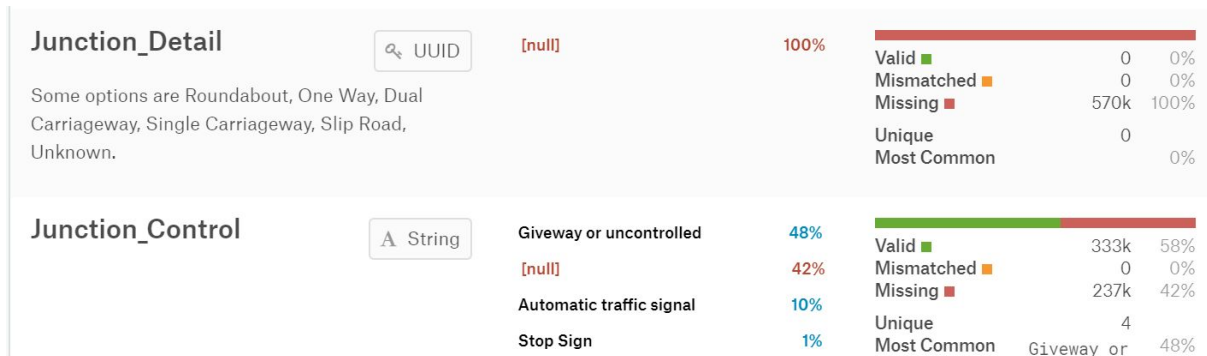 Junction_Detail
UUID
Some options are Roundabout, One Way, Dual
Carriageway, Single Carriageway, Slip Road,
Unknown.
[null] 100%
Valid 0 0%
Mismatched 0 0%
Missing 570k 100%
Unique 0
Most Common 0%
Junction_Control
A String
Giveway or uncontrolled 48%
[null] 42%
Automatic traffic signal 10%
Stop Sign 1%
Valid 333k 58%
Mismatched 0 0%
Missing 237k 42%
Unique 4
Most Common Giveway or 48%